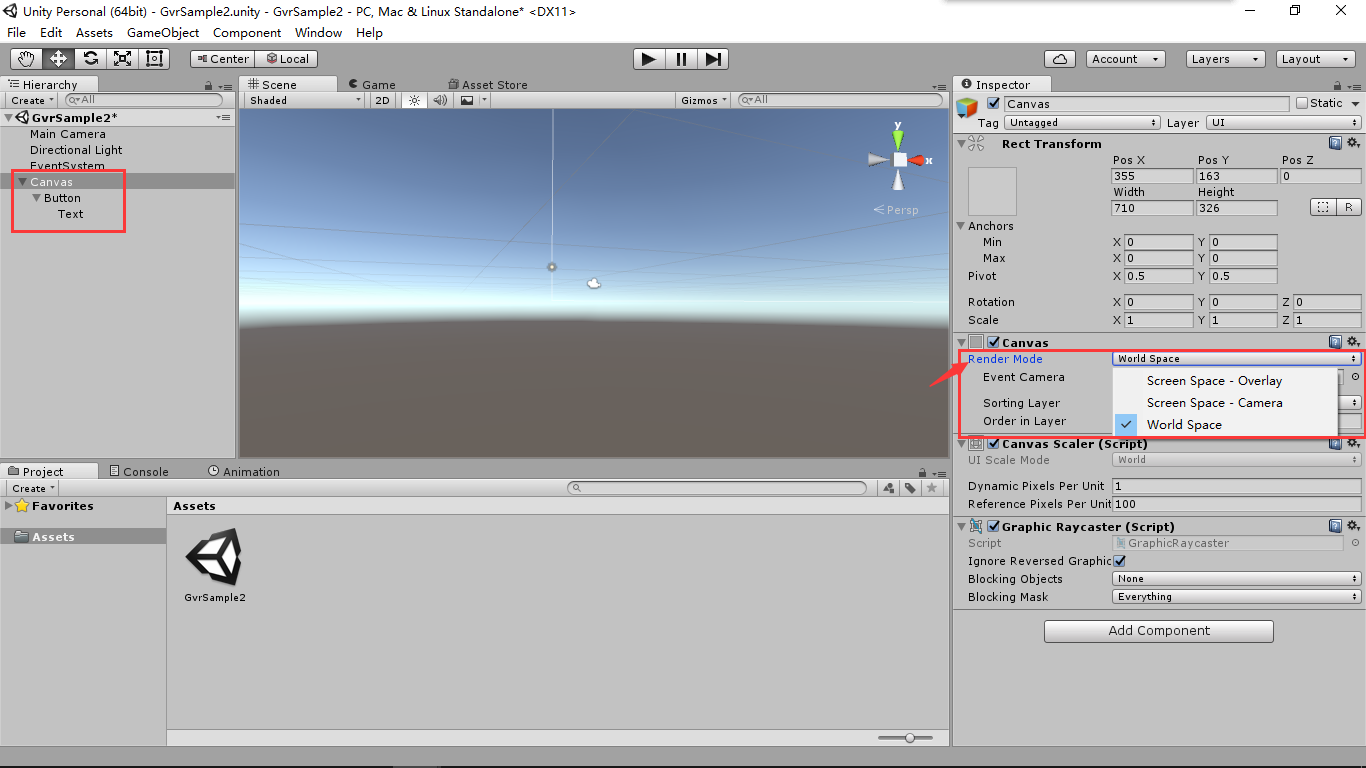 Unity Personal (64bit) - GvrSample2.unity - GvrSample2 - PC, Mac & Linux Standalone* <DX11>
File Edit Assets GameObject Component Window Help
Center Local Account Layers Layout
Hierarchy
Create All
GvrSample2*
Main Camera
Directional Light
EventSystem
Canvas
Button
Text
Scene Game Asset Store
Shaded 2D Gizmos All
y
x
Persp
Inspector
Canvas Static
Tag Untagged Layer UI
Rect Transform
Pos X Pos Y Pos Z
355 163 0
Width Height
710 326
R
Anchors
Min X 0 Y 0
Max X 0 Y 0
Pivot X 0.5 Y 0.5
Rotation X 0 Y 0 Z 0
Scale X 1 Y 1 Z 1
Canvas
Render Mode World Space
Event Camera
Sorting Layer
Order in Layer
Screen Space - Overlay
Screen Space - Camera
World Space
Canvas Scaler (Script)
UI Scale Mode World
Dynamic Pixels Per Unit 1
Reference Pixels Per Unit 100
Graphic Raycaster (Script)
Script GraphicRaycaster
Ignore Reversed Graphic
Blocking Objects None
Blocking Mask Everything
Add Component
Project Console Animation
Create
Favorites
Assets
Assets
GvrSample2